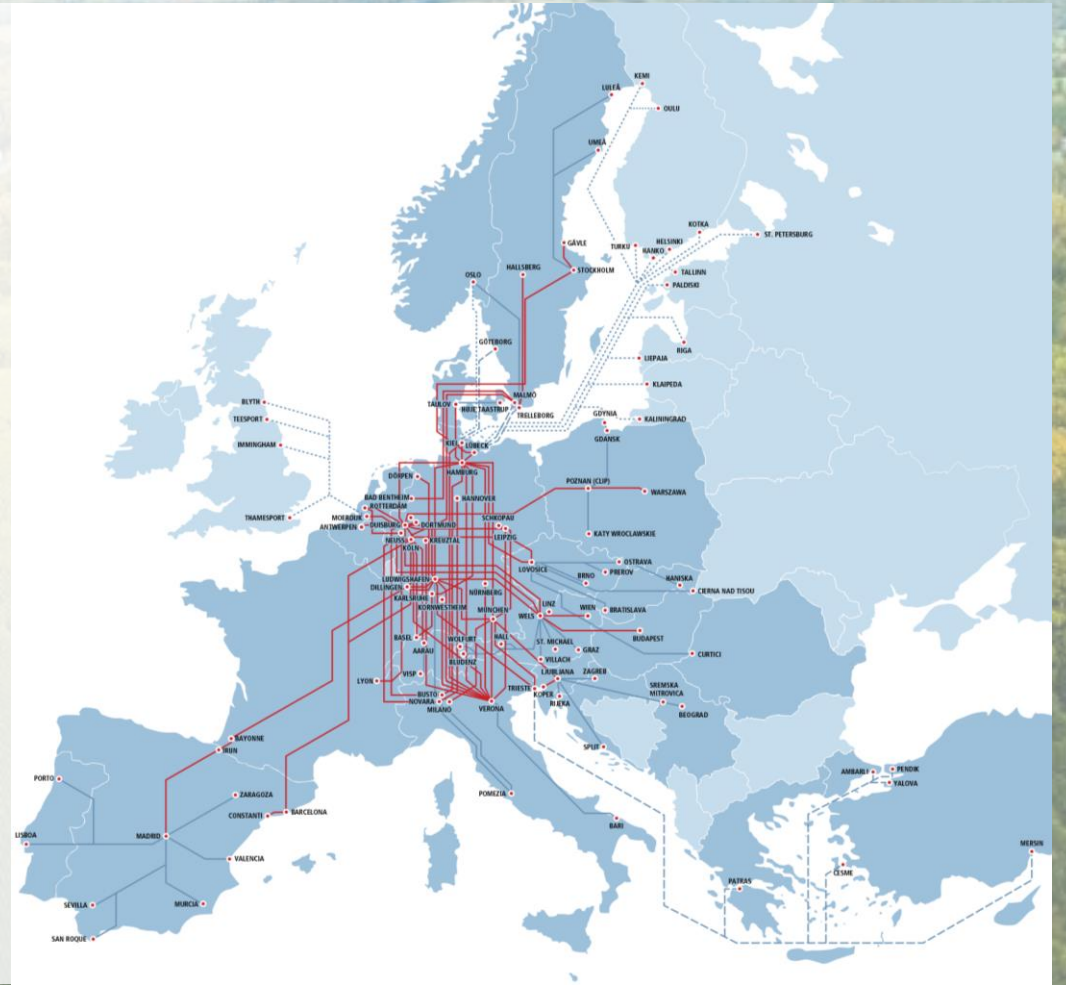 KEMI
LULEÅ
OULU
UMEÅ
KOTKA
ST. PETERSBURG
GÄVLE
TURKU
HELSINKI
HANKO
HALLSBERG
STOCKHOLM
TALLINN
OSLO
PALDISKI
GÖTEBORG
RIGA
LIEPAJA
KLAIPEDA
MALMÖ
BLYTH
TAULOV
HØJE TAASTRUP
TRELLEBORG
GDYNIA
TEESPORT
KALININGRAD
GDANSK
IMMINGHAM
KIEL
LÜBECK
HAMBURG
DÖRPEN
POZNAN (CLIP)
WARSZAWA
BAD BENTHEIM
HANNOVER
ROTTERDAM
THAMESPORT
MOERDIJK
SCHKOPAU
ANTWERPEN
DUISBURG
DORTMUND
KATY WROCLAWSKIE
LEIPZIG
NEUSS
KREUZTAL
KÖLN
OSTRAVA
LOVOSICE
PREROV
BRNO
HANISKA
LUDWIGSHAFEN
DILLINGEN
NÜRNBERG
CIERNA NAD TISOU
KARLSRUHE
KORNWESTHEIM
LINZ
WIEN
BRATISLAVA
MÜNCHEN
WELS
BASEL
WOLFURT
HALL
BUDAPEST
AARAU
ST. MICHAEL
GRAZ
CURTICI
BLUDENZ
VILLACH
VISP
LJUBLJANA
ZAGREB
LYON
TRIESTE
KOPER
SREMSKA
MITROVICA
BUSTO
NOVARA
RIJEKA
MILANO
VERONA
BEOGRAD
BAYONNE
IRUN
SPLIT
PORTO
AMBARLI
PENDIK
YALOVA
ZARAGOZA
POMEZIA
CONSTANTI
BARCELONA
BARI
LISBOA
MADRID
MERSIN
VALENCIA
CESME
PATRAS
SEVILLA
MURCIA
SAN ROQUE